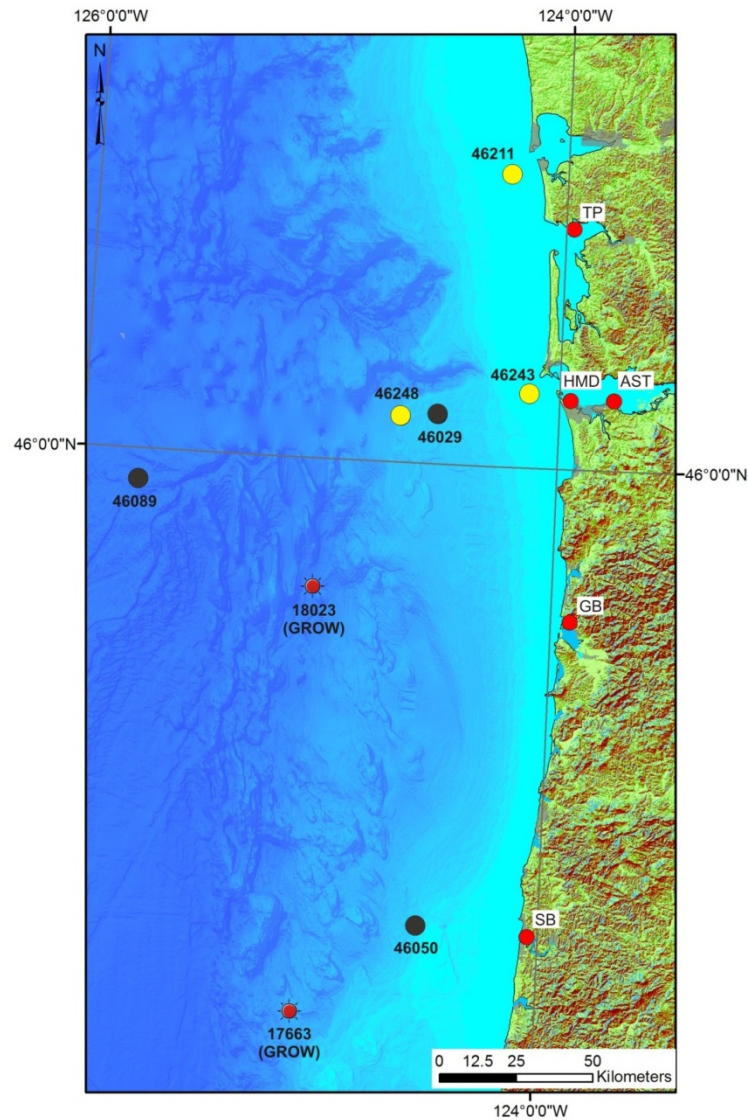 126°0'0"W
124°0'0"W
N
46211
TP
46243
HMD
AST
46248
46029
46°0'0"N
46°0'0"N
46089
18023
(GROW)
GB
SB
46050
17663
(GROW)
0 12.5 25 50
Kilometers
124°0'0"W